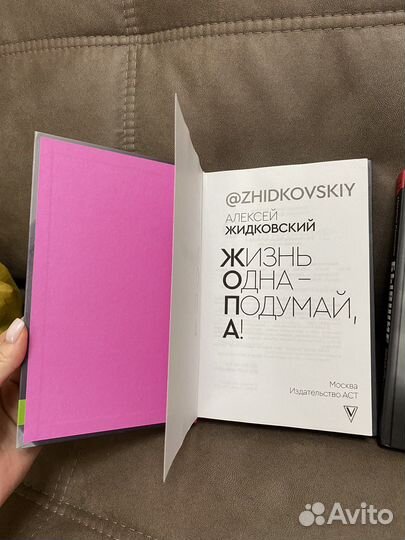 @ZHIDKOVSKIY
АЛЕКСЕЙ
ЖИДКОВСКИЙ
ЖИЗНЬ
ОДНА –
ПОДУМАЙ,
А!
Москва
Издательство АСТ
Avito